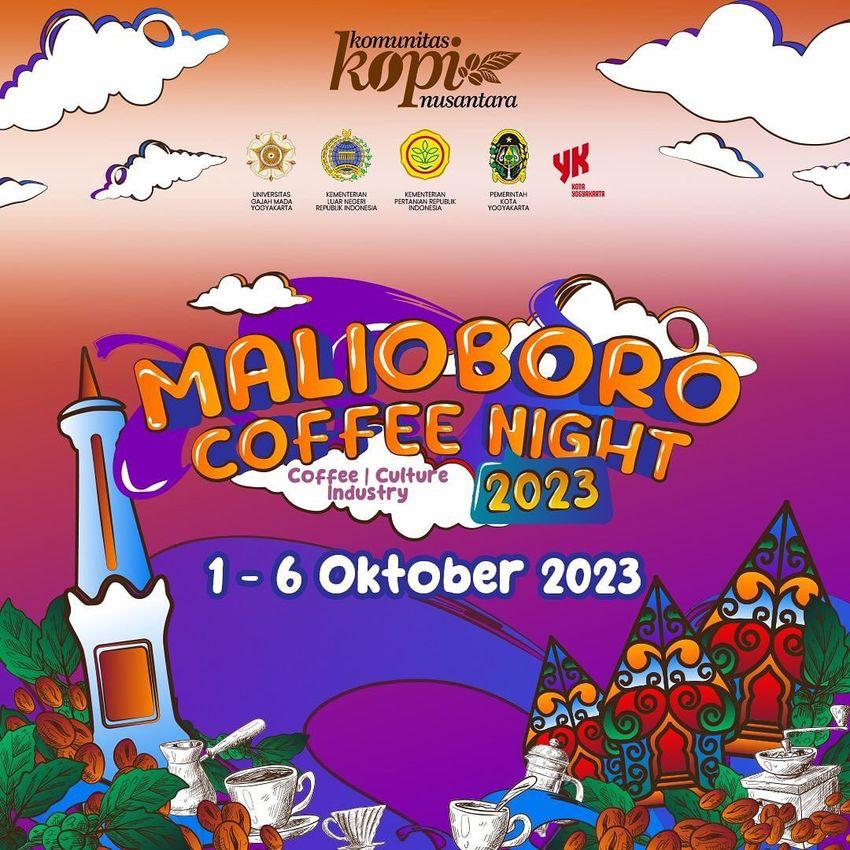 komunitas
kopi
nusantara
UNIVERSITAS
GAJAH MADA
YOGYAKARTA
KEMENTERIAN
LUAR NEGERI
REPUBLIK INDONESIA
KEMENTERIAN
PERTANIAN REPUBLIK
INDONESIA
PEMERINTAH
KOTA
YOGYAKARTA
YK
KOTA
YOGYAKARTA
MALIOBORO
COFFEE NIGHT
Coffee | Culture
Industry
2023
1 - 6 Oktober 2023